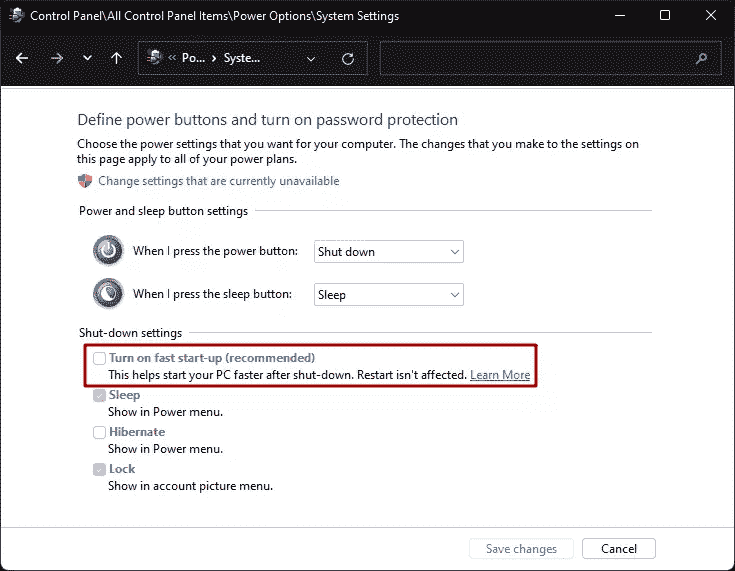 Control Panel\All Control Panel Items\Power Options\System Settings
« Po... › Syste...
Define power buttons and turn on password protection
Choose the power settings that you want for your computer. The changes that you make to the settings on
this page apply to all of your power plans.
Change settings that are currently unavailable
Power and sleep button settings
When I press the power button: Shut down
When I press the sleep button: Sleep
Shut-down settings
Turn on fast start-up (recommended)
This helps start your PC faster after shut-down. Restart isn't affected. Learn More
Sleep
Show in Power menu.
Hibernate
Show in Power menu.
Lock
Show in account picture menu.
Save changes Cancel